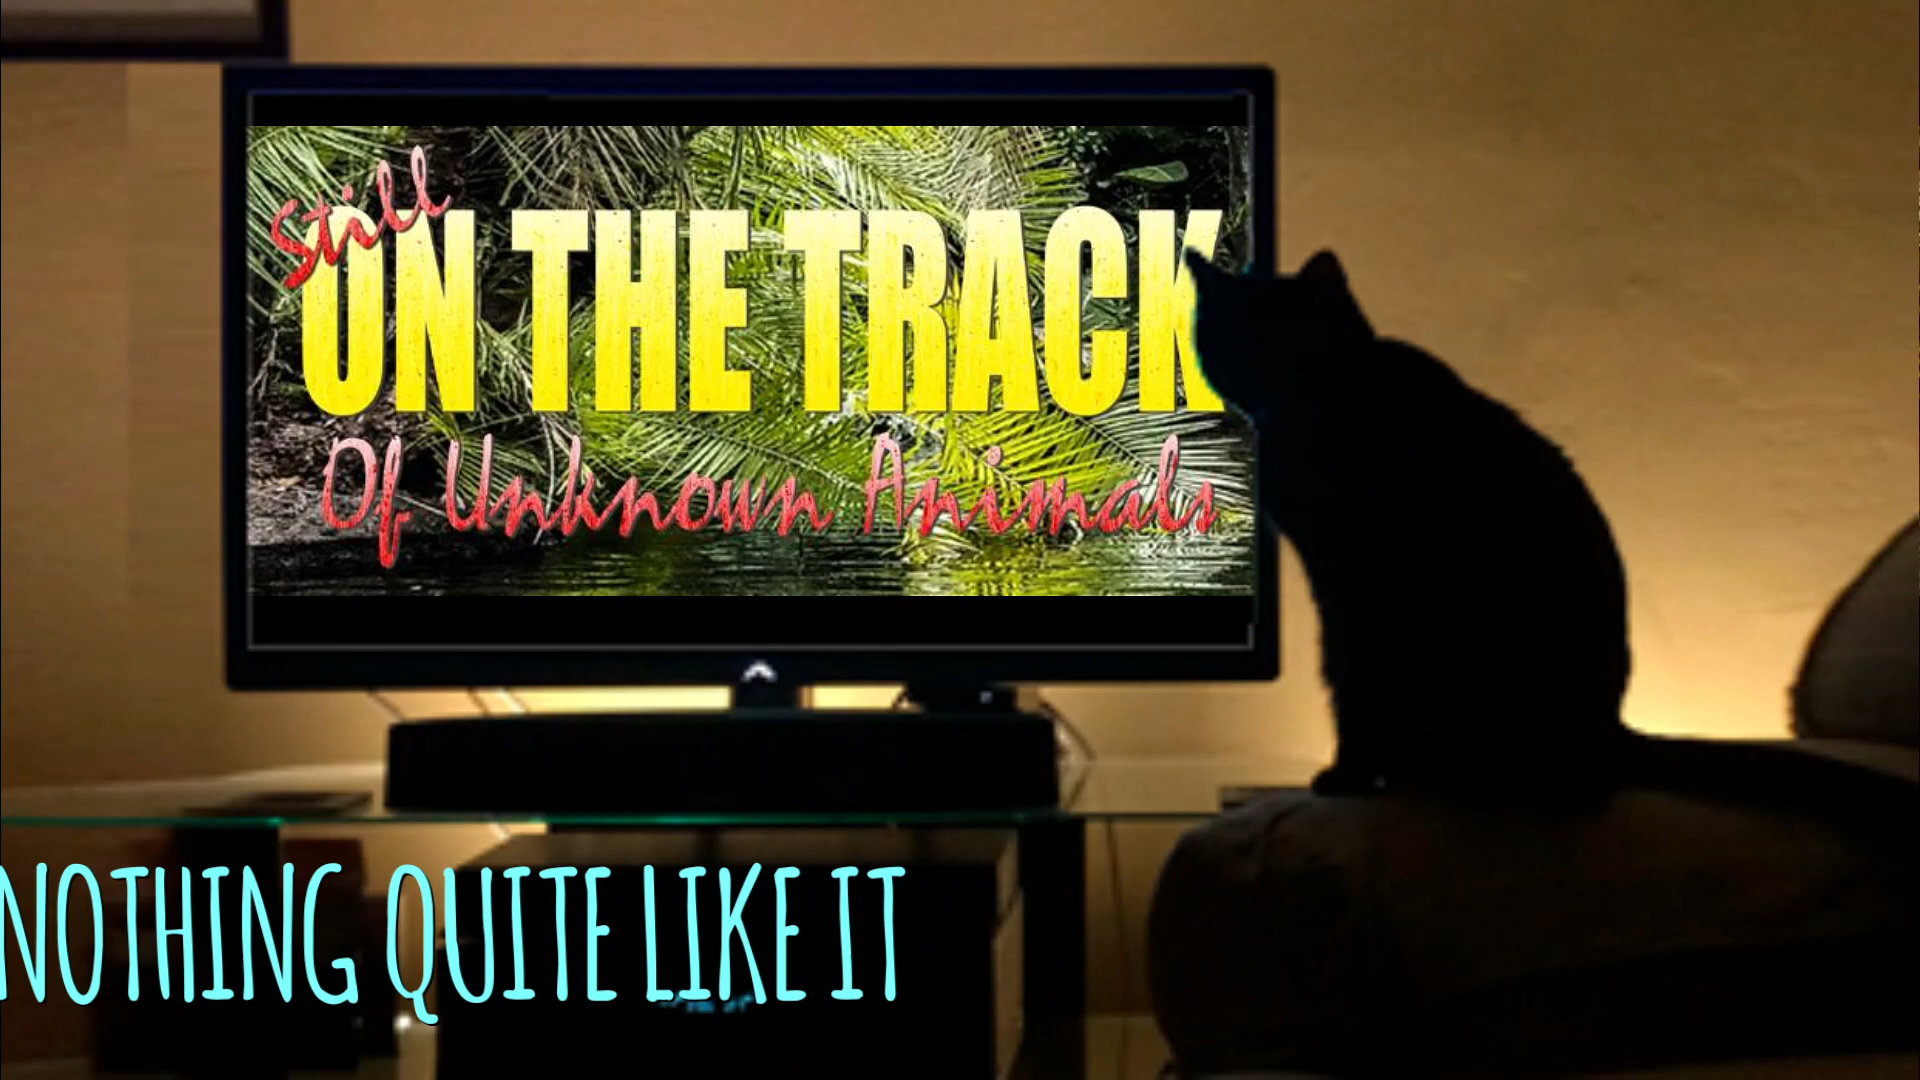 Still
ON THE TRACK
Of Unknown Animals
NOTHING QUITE LIKE IT